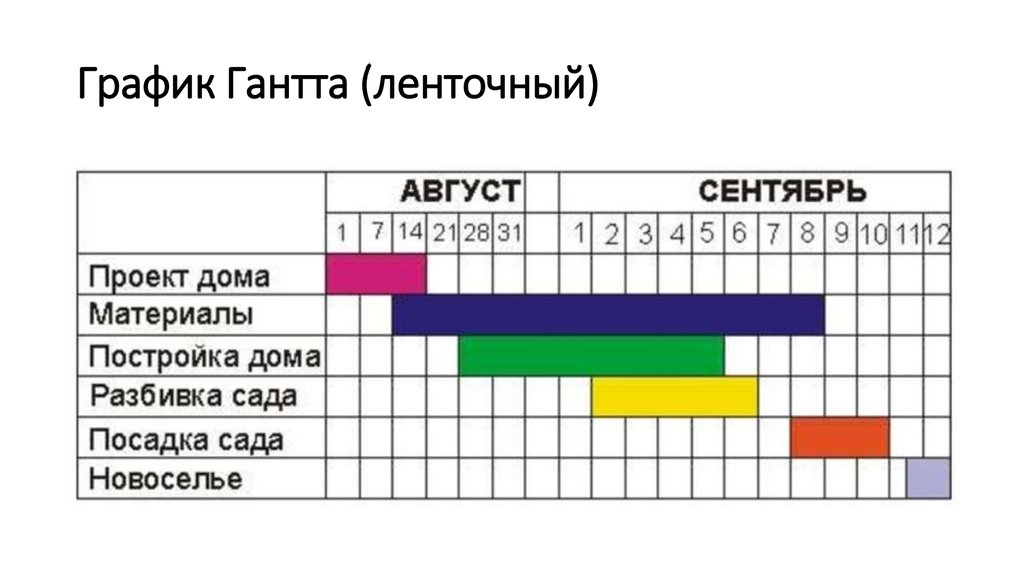 График Гантта (ленточный)
АВГУСТ СЕНТЯБРЬ
1 7 14 21 28 31 1 2 3 4 5 6 7 8 9 10 11 12
Проект дома
Материалы
Постройка дома
Разбивка сада
Посадка сада
Новоселье